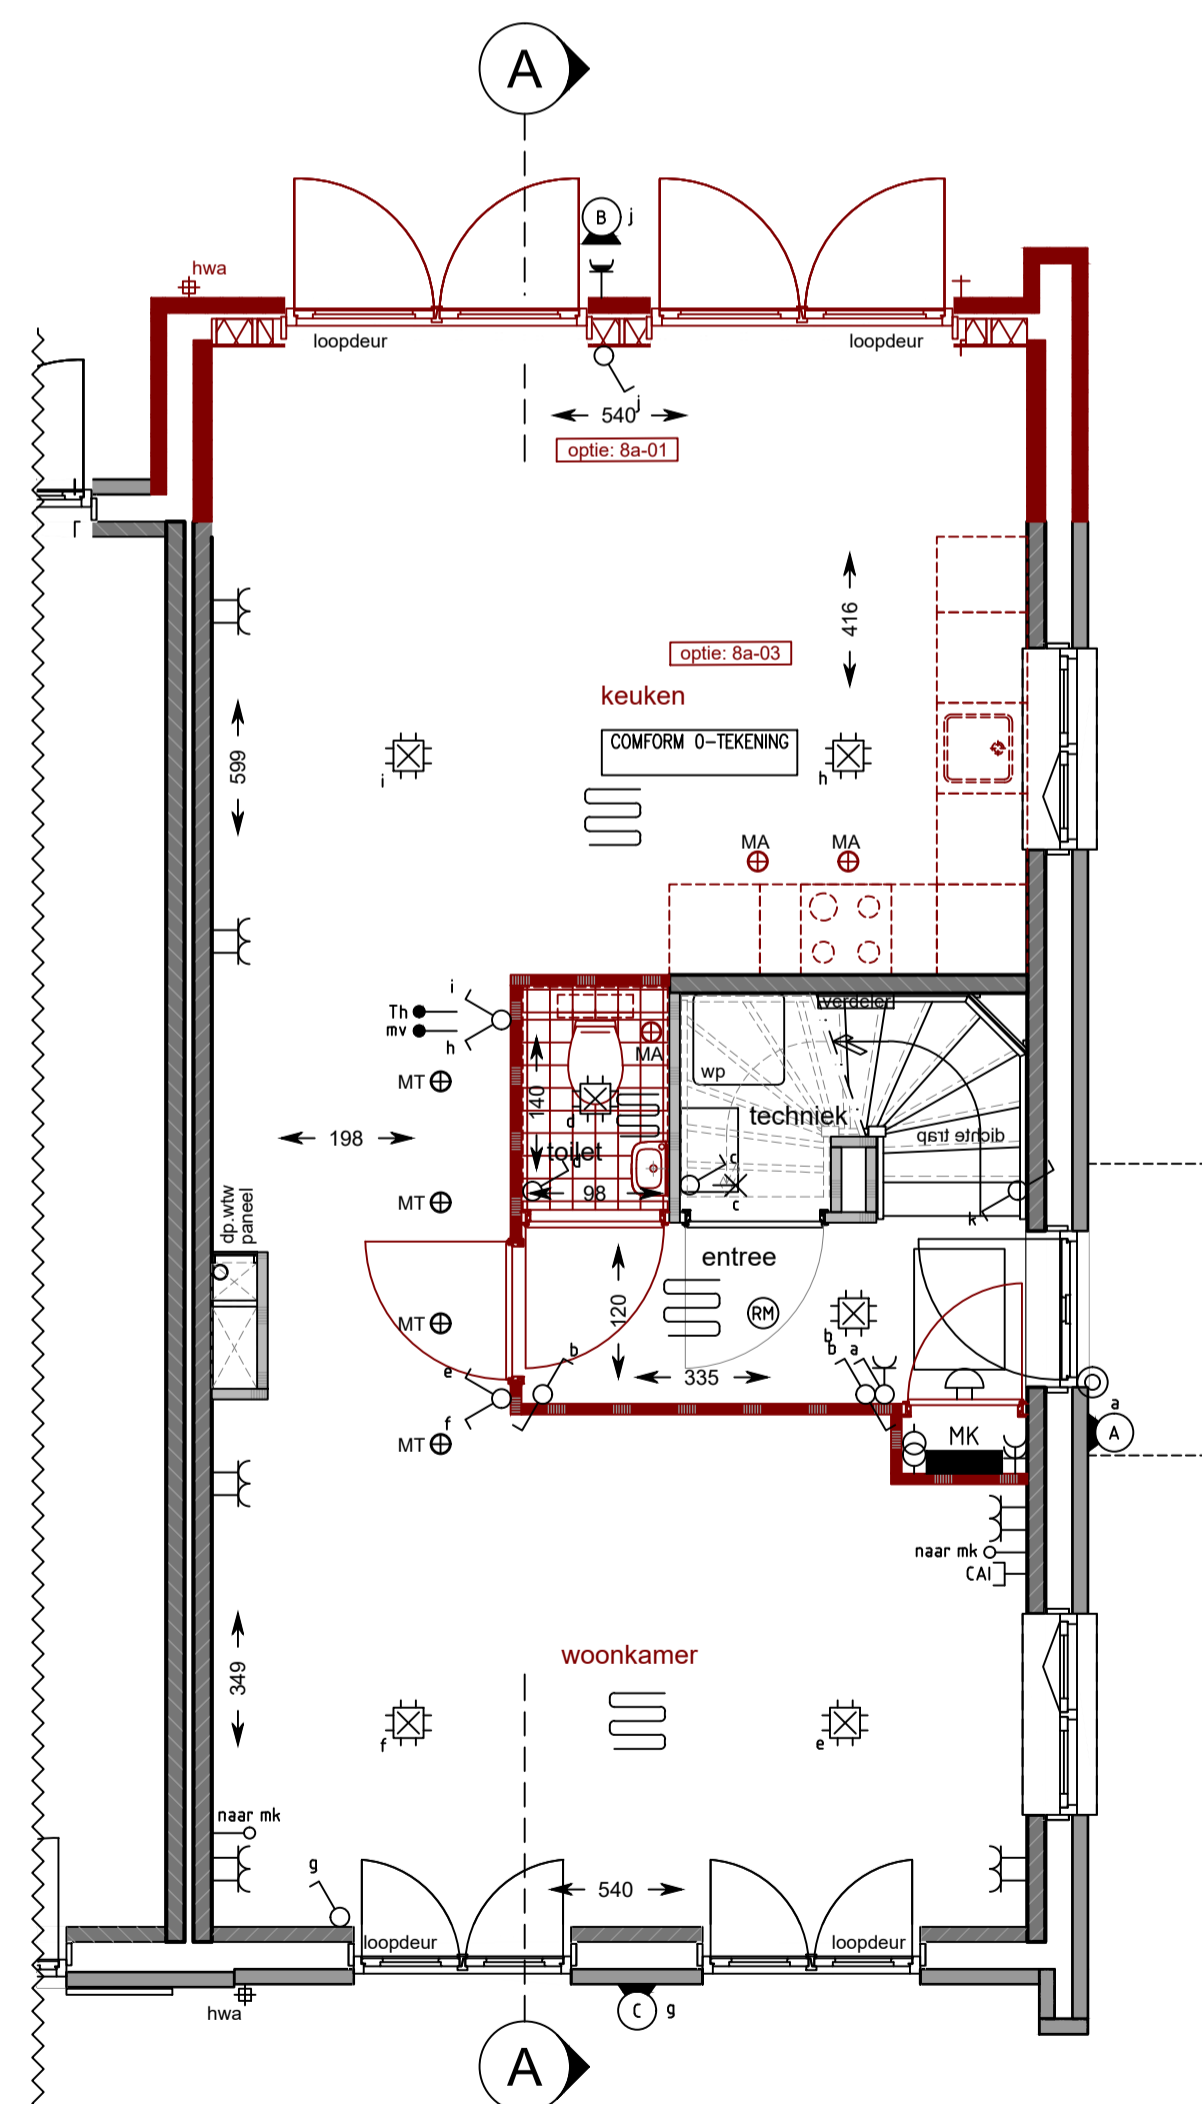 A
B j
hwa
loopdeur
loopdeur
j
540
optie: 8a-01
416
optie: 8a-03
keuken
COMFORM 0-TEKENING
599
i
h
MA
MA
i
Th
mv
h
MT
MA
verdeler
wp
140
d
techniek
198
toilet
d
98
dichte trap
c
c
k
MT
dp.wtw
paneel
entree
120
RM
b
MT
b
b a
e
335
f
a
A
MT
MK
naar mk
CAI
349
woonkamer
f
e
naar mk
g
540
loopdeur
loopdeur
hwa
C g
A